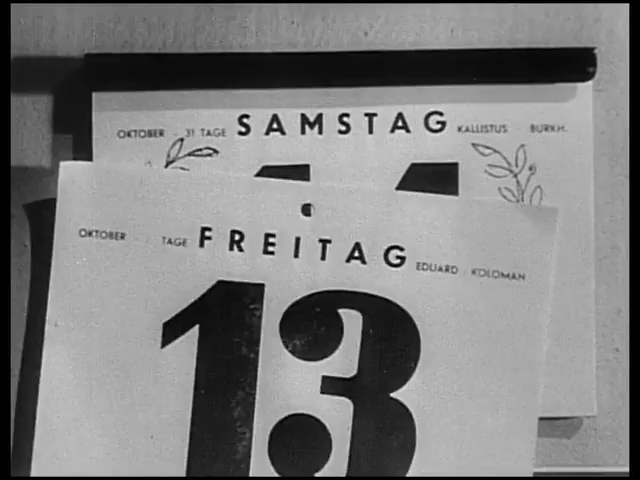 OKTOBER 31 TAGE SAMSTAG KALLISTUS BURKH.
OKTOBER TAGE FREITAG EDUARD KOLOMAN
13